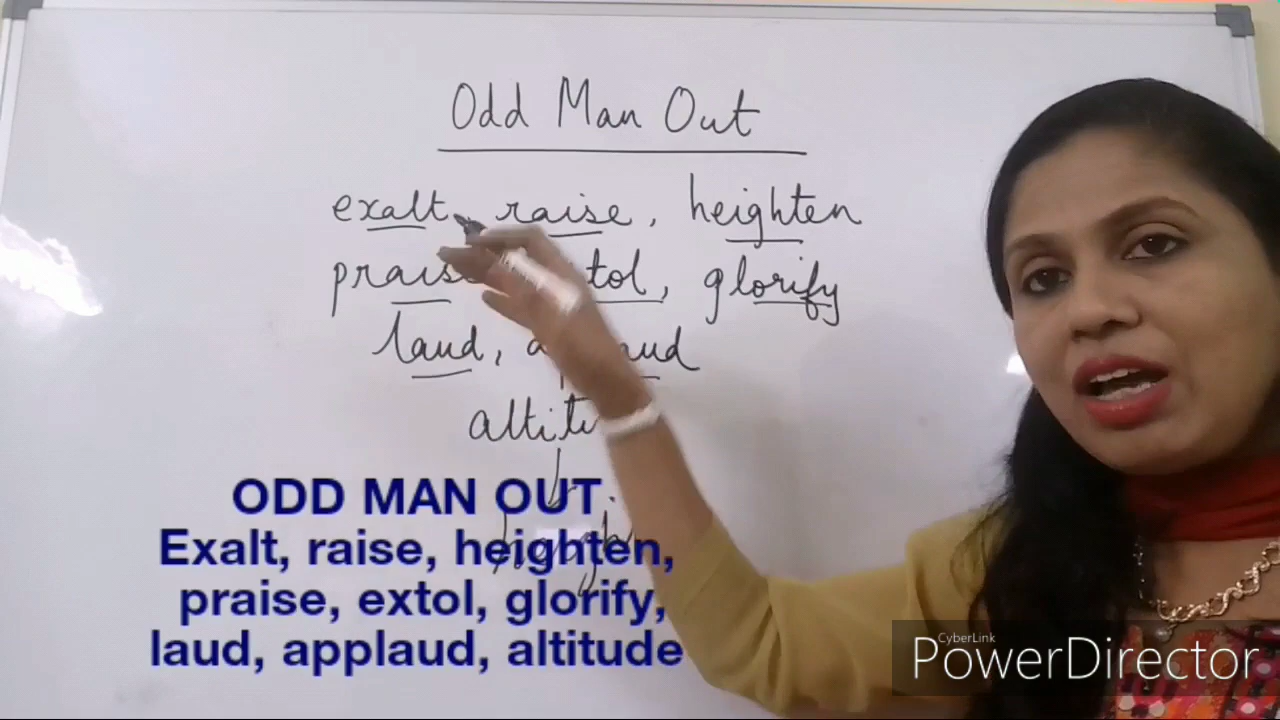 Odd Man Out
exalt, raise, heighten
extol, glorify
laud,
ODD MAN OUT
Exalt, raise, heighten,
praise, extol, glorify,
laud, applaud, altitude
CyberLink
PowerDirector